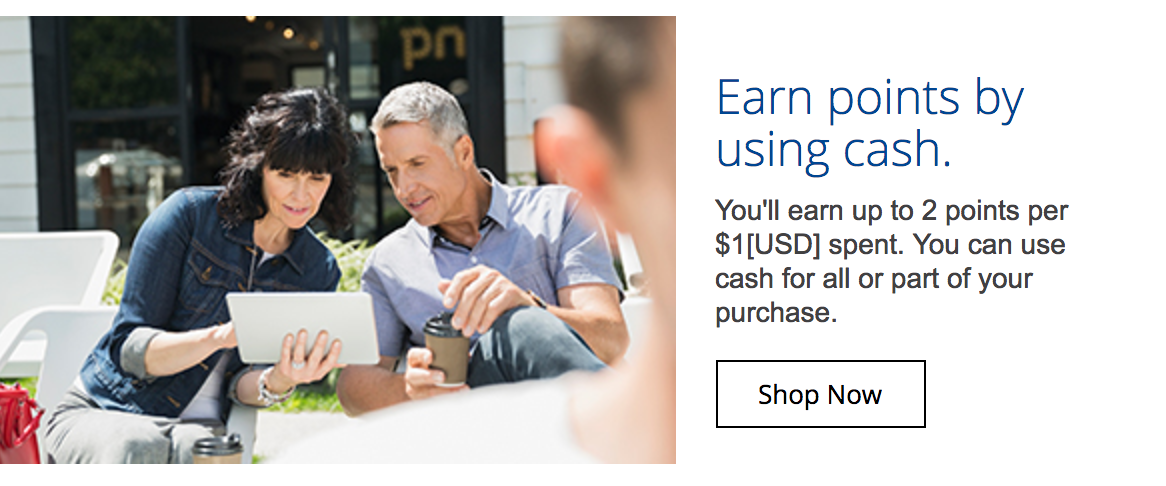 pn
Earn points by
using cash.
You'll earn up to 2 points per
$1[USD] spent. You can use
cash for all or part of your
purchase.
Shop Now